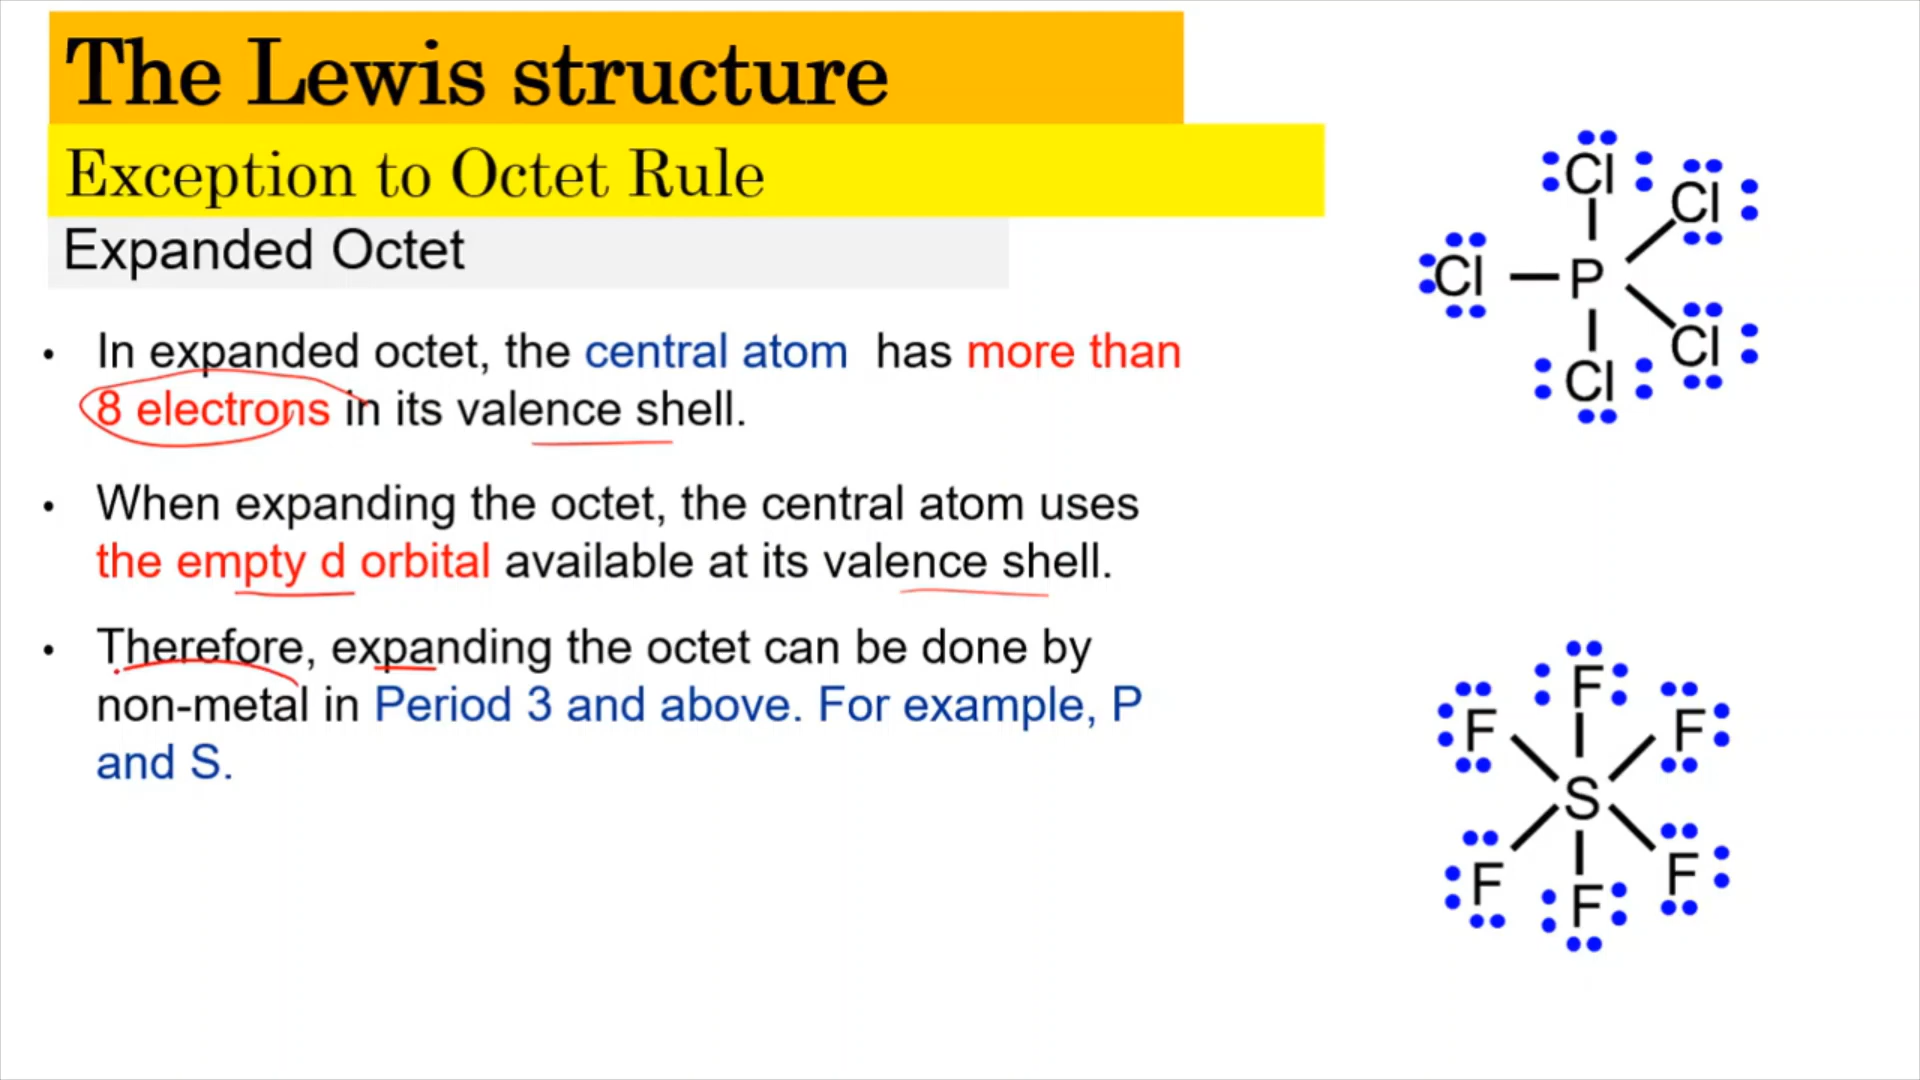 The Lewis structure
Exception to Octet Rule
Expanded Octet
• In expanded octet, the central atom has more than
8 electrons in its valence shell.
• When expanding the octet, the central atom uses
the empty d orbital available at its valence shell.
• Therefore, expanding the octet can be done by
non-metal in Period 3 and above. For example, P
and S.
Cl
Cl
Cl P
Cl
Cl
F
F F
S
F F
F